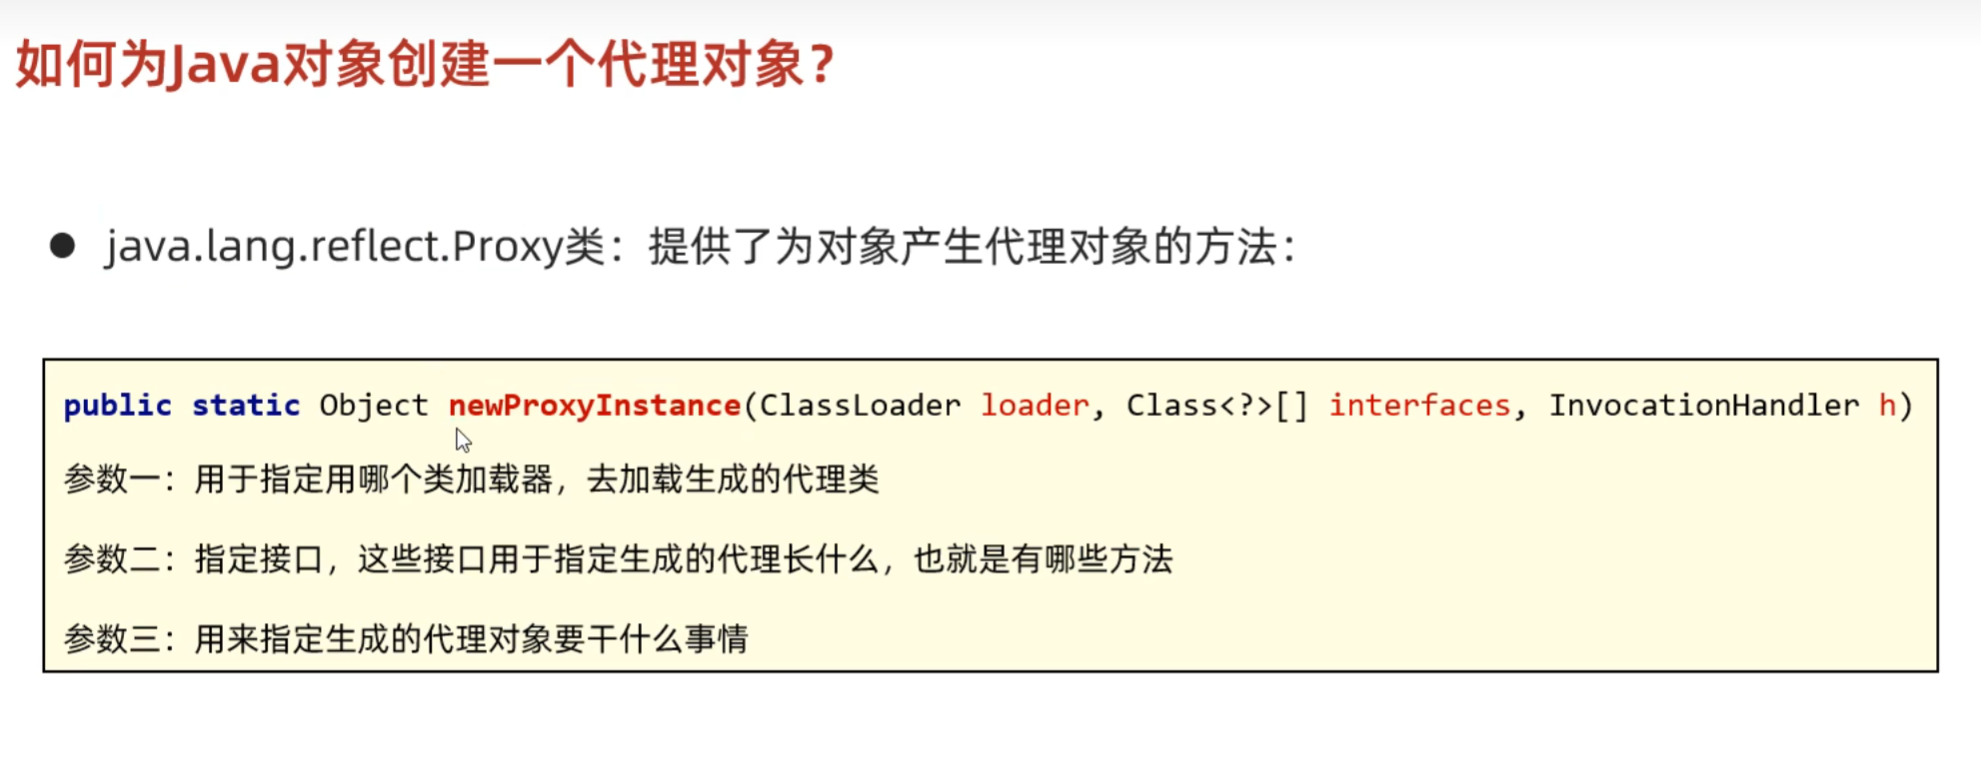 如何为Java对象创建一个代理对象？
● java.lang.reflect.Proxy类：提供了为对象产生代理对象的方法：
public static Object newProxyInstance(ClassLoader loader, Class<?>[] interfaces, InvocationHandler h)
参数一：用于指定用哪个类加载器，去加载生成的代理类
参数二：指定接口，这些接口用于指定生成的代理长什么，也就是有哪些方法
参数三：用来指定生成的代理对象要干什么事情